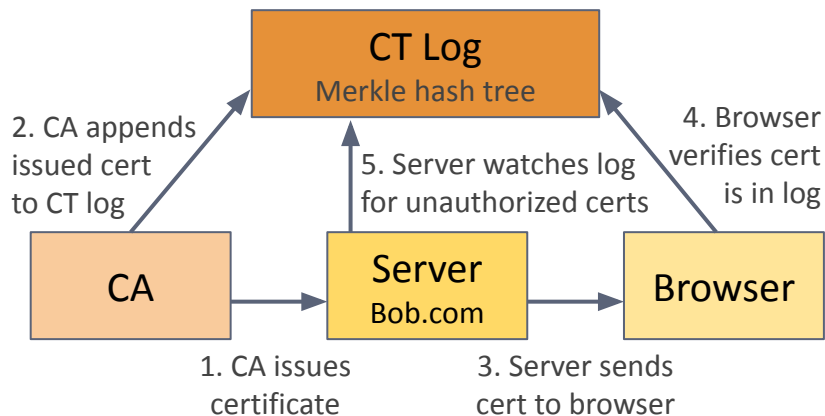 CT Log
Merkle hash tree
2. CA appends
issued cert
to CT log
5. Server watches log
for unauthorized certs
4. Browser
verifies cert
is in log
CA
Server
Bob.com
Browser
1. CA issues
certificate
3. Server sends
cert to browser